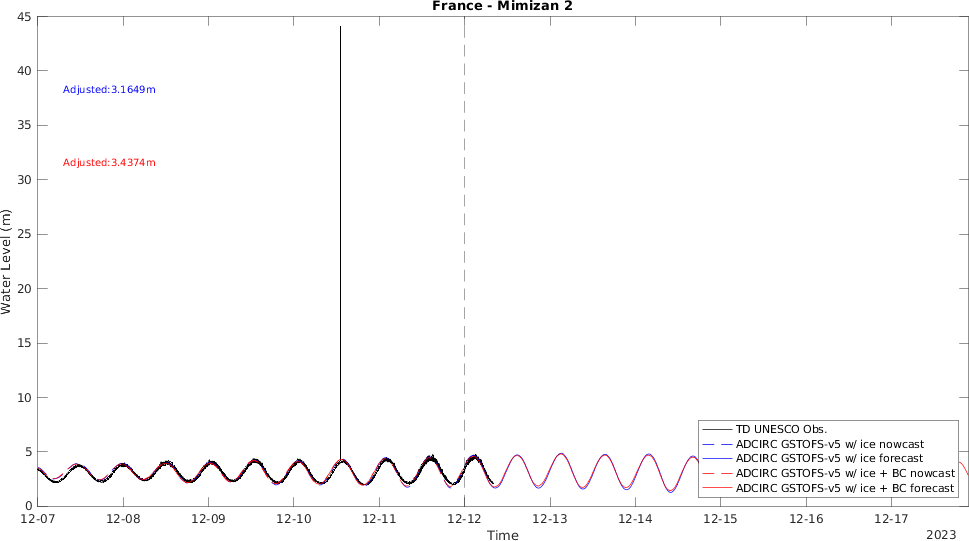 France - Mimizan 2
45
40
35
30
25
20
15
10
5
0
Water Level (m)
Adjusted:3.1649m
Adjusted:3.4374m
TD UNESCO Obs.
ADCIRC GSTOFS-v5 w/ ice nowcast
ADCIRC GSTOFS-v5 w/ ice forecast
ADCIRC GSTOFS-v5 w/ ice + BC nowcast
ADCIRC GSTOFS-v5 w/ ice + BC forecast
12-07 12-08 12-09 12-10 12-11 12-12 12-13 12-14 12-15 12-16 12-17
Time
2023